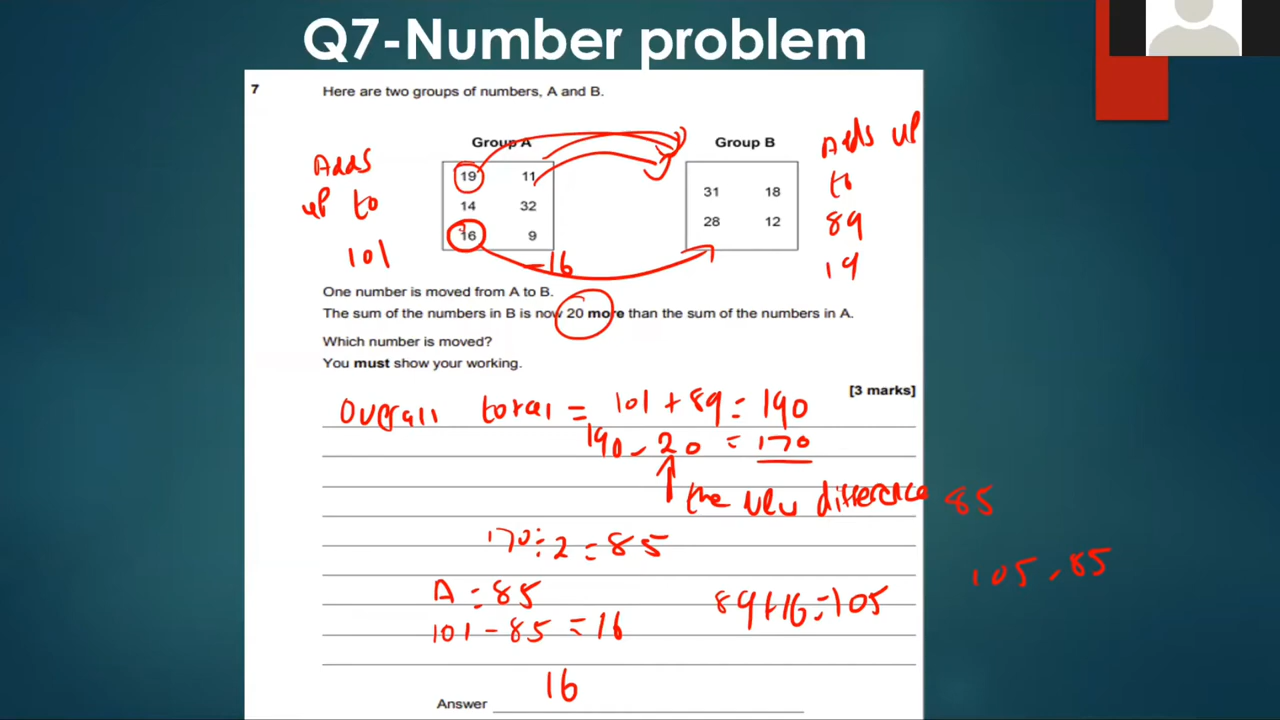 Q7-Number problem
7 Here are two groups of numbers, A and B.
Group A Group B
19 11
14 32
16 9
31 18
28 12
Adds
up to
101
Adds up
to
89
19
-16
One number is moved from A to B.
The sum of the numbers in B is now 20 more than the sum of the numbers in A.
Which number is moved?
You must show your working.
[3 marks]
Overall total = 101 + 89 = 190
190 - 20 = 170
the new difference 85
170 ÷ 2 = 85
105 - 85
A = 85
89+16=105
101 - 85 = 16
16
Answer